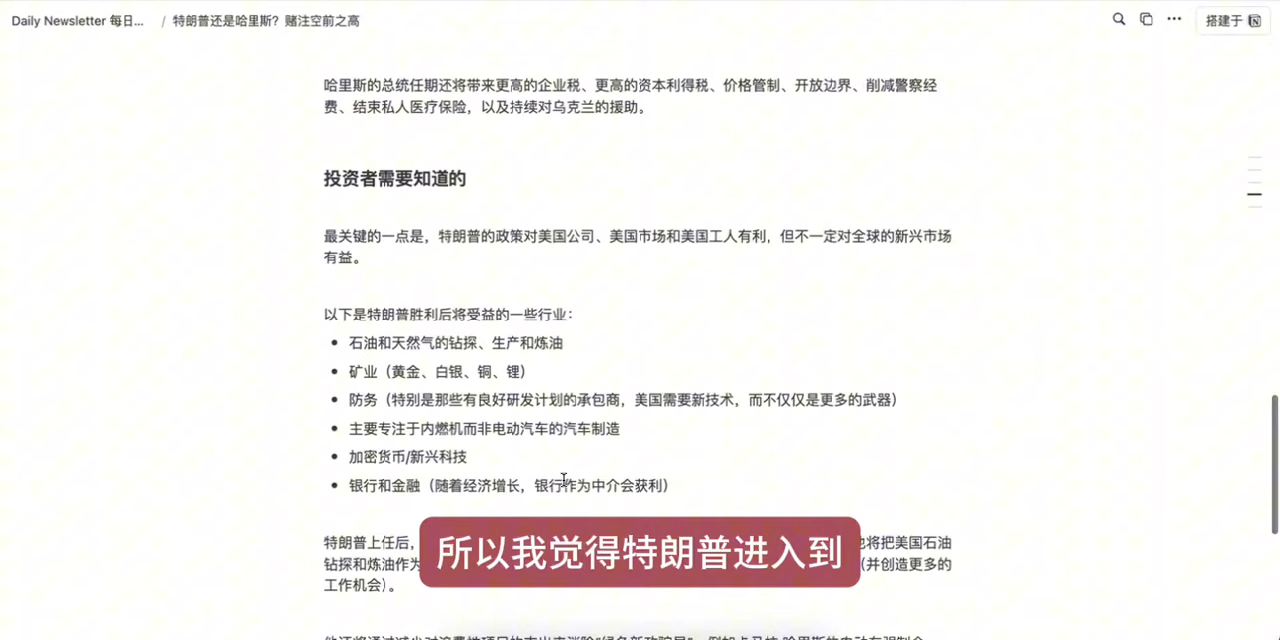 Daily Newsletter 每日... / 特朗普还是哈里斯？赌注空前之高
搭建于
哈里斯的总统任期还将带来更高的企业税、更高的资本利得税、价格管制、开放边界、削减警察经
费、结束私人医疗保险，以及持续对乌克兰的援助。
投资者需要知道的
最关键的一点是，特朗普的政策对美国公司、美国市场和美国工人有利，但不一定对全球的新兴市场
有益。
以下是特朗普胜利后将受益的一些行业：
• 石油和天然气的钻探、生产和炼油
• 矿业（黄金、白银、铜、锂）
• 防务（特别是那些有良好研发计划的承包商，美国需要新技术，而不仅仅是更多的武器）
• 主要专注于内燃机而非电动汽车的汽车制造
• 加密货币/新兴科技
• 银行和金融（随着经济增长，银行作为中介会获利）
特朗普上任后，
也将把美国石油
所以我觉得特朗普进入到
钻探和炼油作为
（并创造更多的
工作机会）。